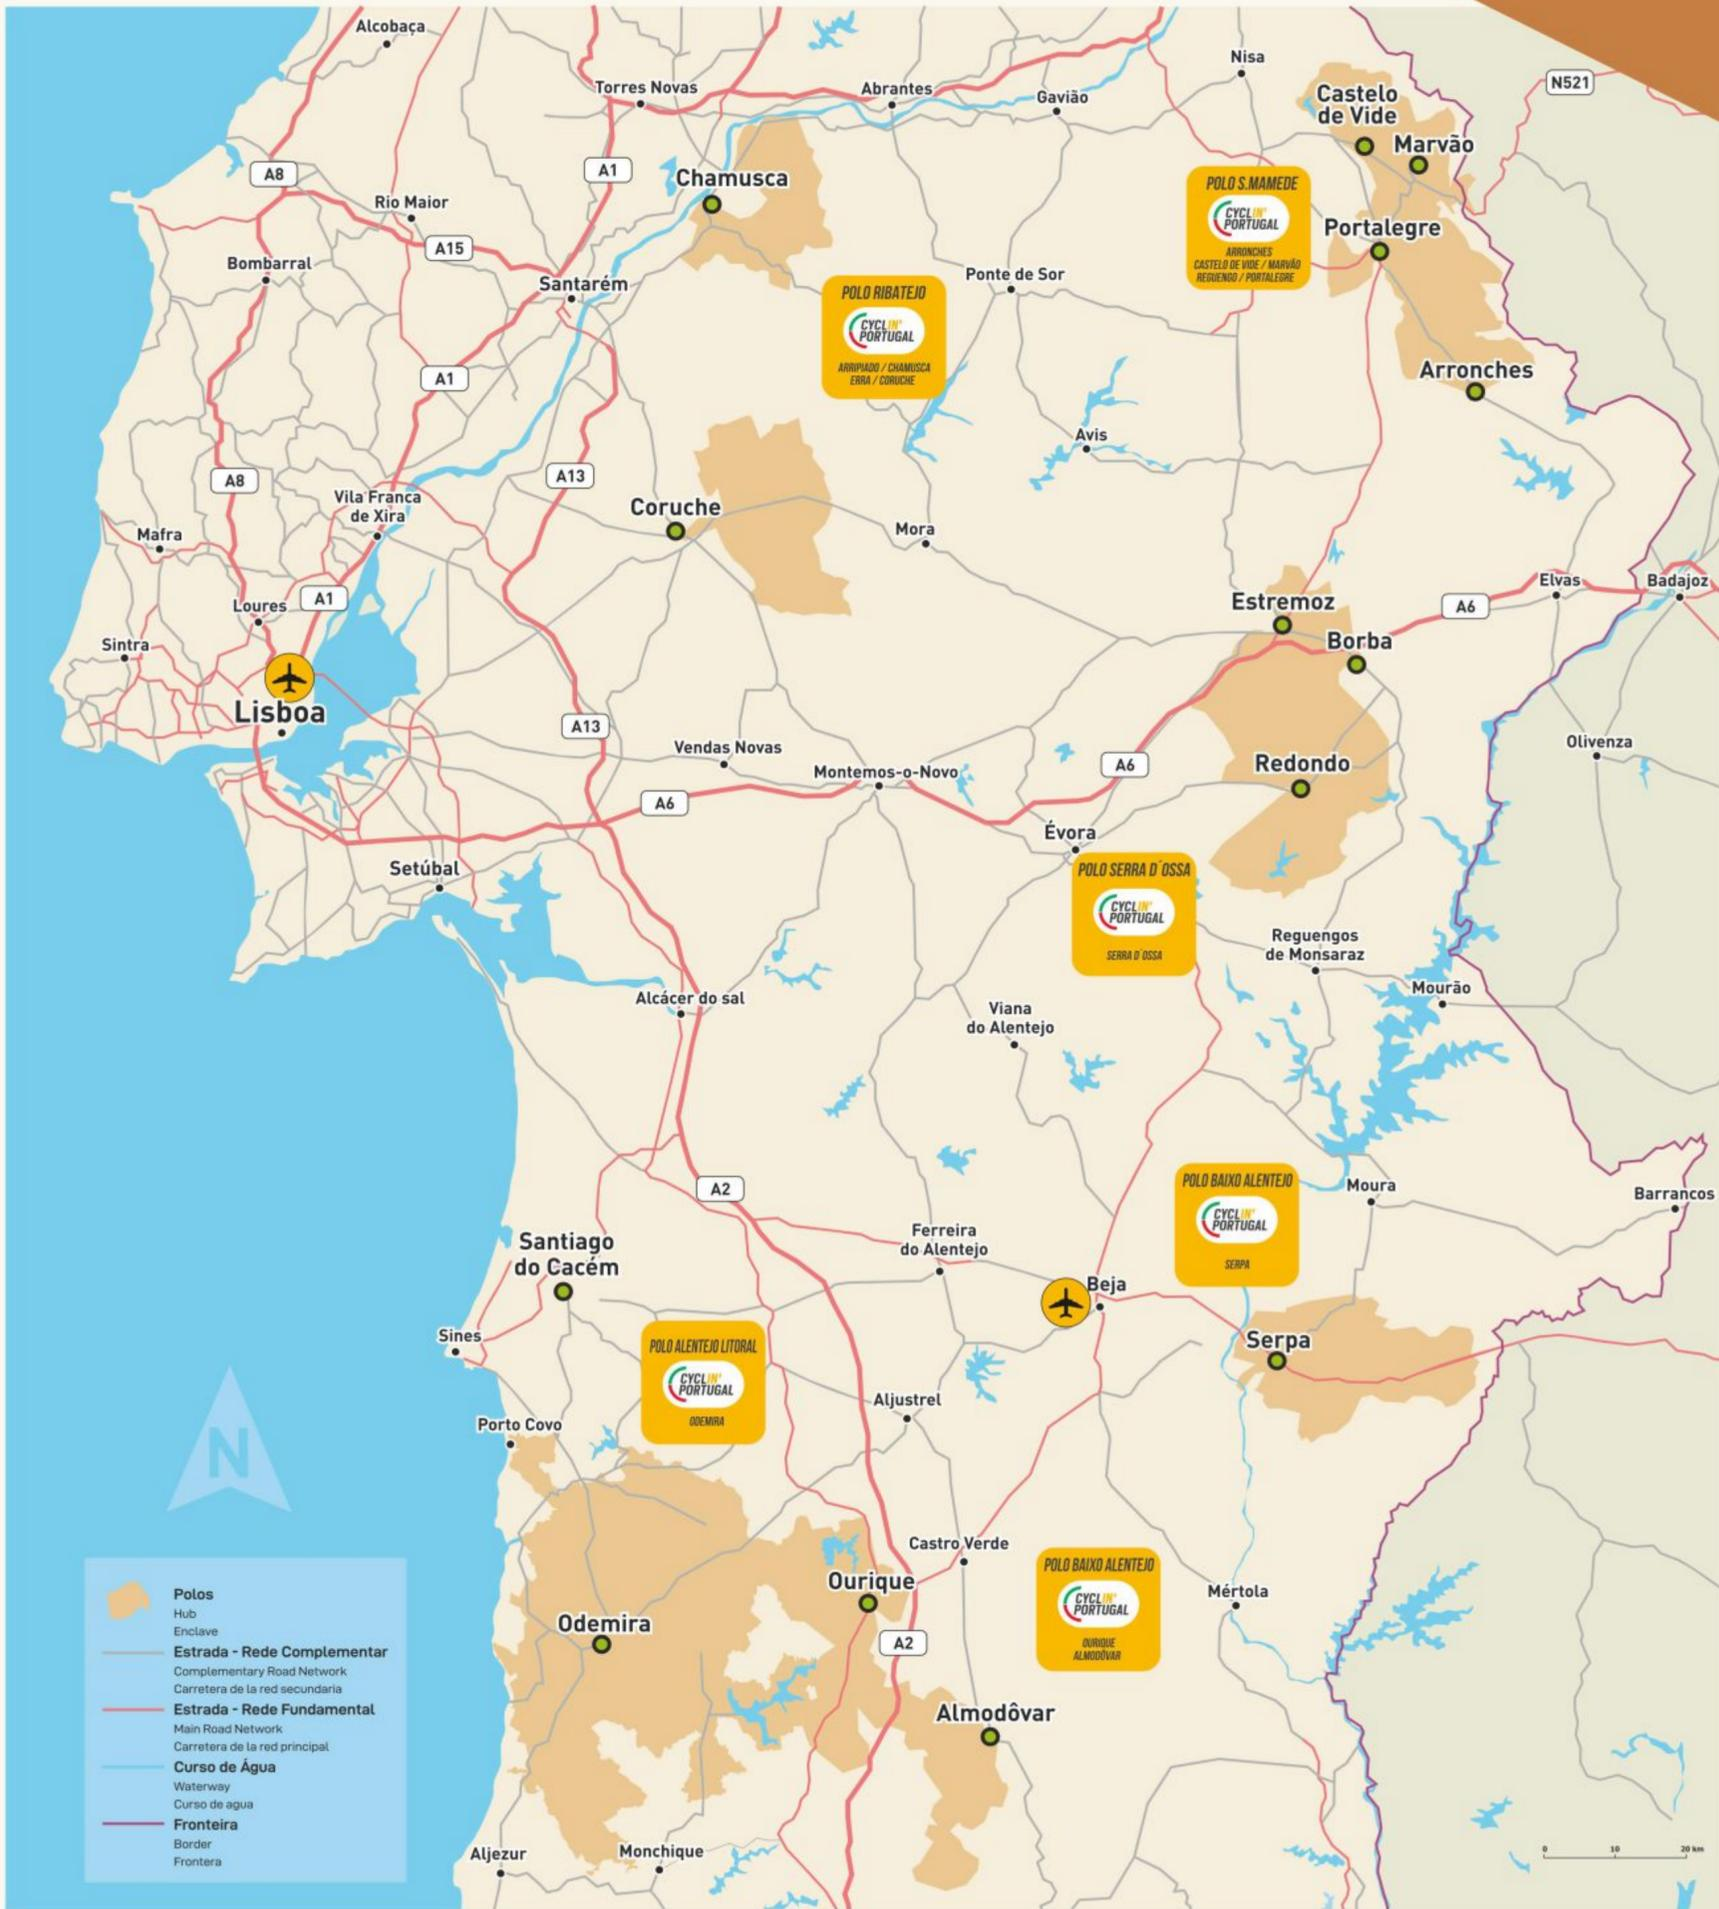 Alcobaça
Nisa
N521
Torres Novas
Abrantes
Gavião
Castelo
de Vide
Marvão
A8
A1
Chamusca
POLO S.MAMEDE
CYCLIN'
PORTUGAL
ARRONCHES
CASTELO DE VIDE / MARVÃO
REGUENGO / PORTALEGRE
Rio Maior
A15
Portalegre
Bombarral
Santarém
Ponte de Sor
POLO RIBATEJO
CYCLIN'
PORTUGAL
ARRIPIADO / CHAMUSCA
ERRA / CORUCHE
A1
Arronches
Avis
A8
A13
Vila Franca
de Xira
Coruche
Mafra
Mora
Elvas
Badajoz
Loures
A1
Estremoz
A6
Sintra
Borba
Lisboa
A13
Vendas Novas
Montemos-o-Novo
A6
Redondo
Olivenza
A6
Évora
Setúbal
POLO SERRA D´OSSA
CYCLIN'
PORTUGAL
SERRA D´OSSA
Reguengos
de Monsaraz
Mourão
Alcácer do sal
Viana
do Alentejo
A2
POLO BAIXO ALENTEJO
CYCLIN'
PORTUGAL
SERPA
Moura
Barrancos
Santiago
do Cacém
Ferreira
do Alentejo
Beja
Sines
Serpa
POLO ALENTEJO LITORAL
CYCLIN'
PORTUGAL
ODEMIRA
Aljustrel
Porto Covo
N
Castro Verde
POLO BAIXO ALENTEJO
CYCLIN'
PORTUGAL
OURIQUE
ALMODÔVAR
Ourique
Mértola
Odemira
A2
Almodôvar
Aljezur
Monchique
Polos
Hub
Enclave
Estrada - Rede Complementar
Complementary Road Network
Carretera de la red secundaria
Estrada - Rede Fundamental
Main Road Network
Carretera de la red principal
Curso de Água
Waterway
Curso de agua
Fronteira
Border
Frontera
0 10 20 km